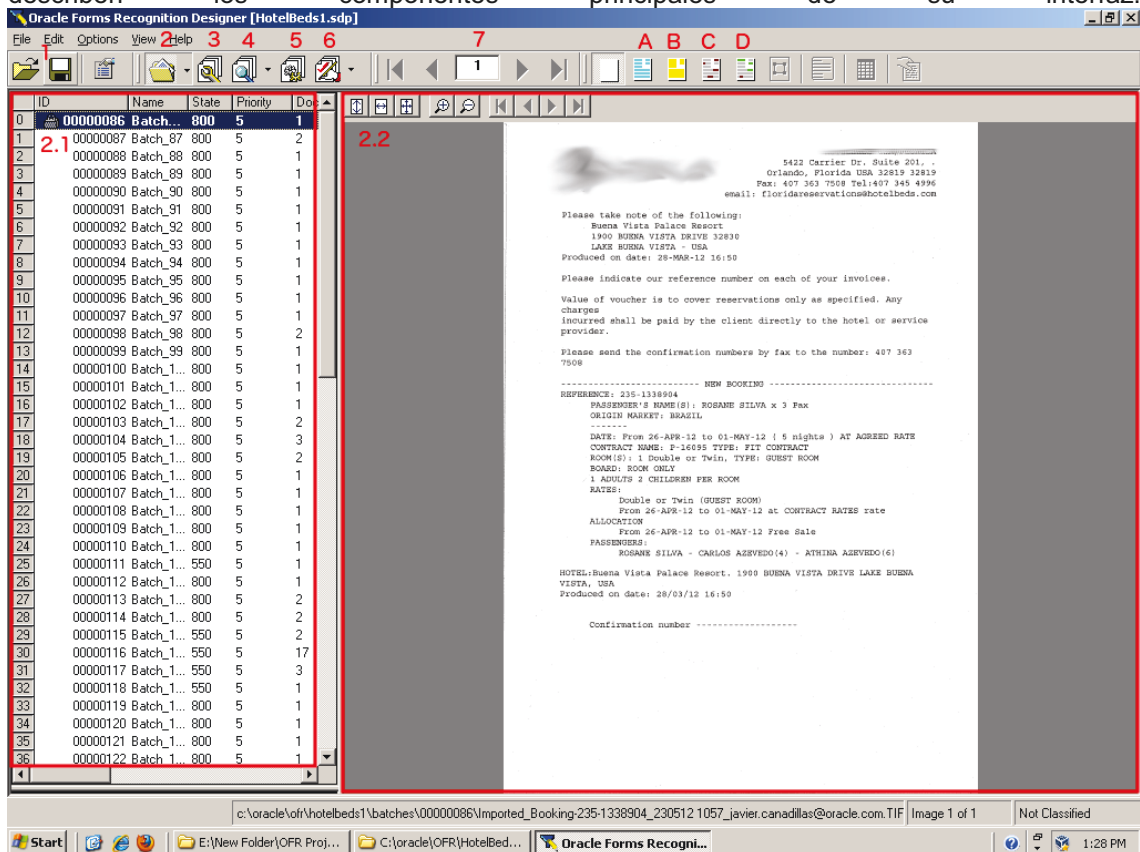 describen los componentes principales de su interfaz.
Oracle Forms Recognition Designer [HotelBeds1.sdp]
File Edit Options View Help
1 2 3 4 5 6 7 A B C D
1
ID Name State Priority Doc
0 00000086 Batch... 800 5 1
1 00000087 Batch_87 800 5 2
2 00000088 Batch_88 800 5 1
3 00000089 Batch_89 800 5 1
4 00000090 Batch_90 800 5 1
5 00000091 Batch_91 800 5 1
6 00000092 Batch_92 800 5 1
7 00000093 Batch_93 800 5 1
8 00000094 Batch_94 800 5 1
9 00000095 Batch_95 800 5 1
10 00000096 Batch_96 800 5 1
11 00000097 Batch_97 800 5 1
12 00000098 Batch_98 800 5 2
13 00000099 Batch_99 800 5 1
14 00000100 Batch_1... 800 5 1
15 00000101 Batch_1... 800 5 1
16 00000102 Batch_1... 800 5 1
17 00000103 Batch_1... 800 5 2
18 00000104 Batch_1... 800 5 3
19 00000105 Batch_1... 800 5 2
20 00000106 Batch_1... 800 5 1
21 00000107 Batch_1... 800 5 1
22 00000108 Batch_1... 800 5 1
23 00000109 Batch_1... 800 5 1
24 00000110 Batch_1... 800 5 1
25 00000111 Batch_1... 550 5 1
26 00000112 Batch_1... 800 5 1
27 00000113 Batch_1... 800 5 2
28 00000114 Batch_1... 800 5 2
29 00000115 Batch_1... 550 5 2
30 00000116 Batch_1... 550 5 17
31 00000117 Batch_1... 550 5 3
32 00000118 Batch_1... 550 5 1
33 00000119 Batch_1... 800 5 1
34 00000120 Batch_1... 800 5 1
35 00000121 Batch_1... 800 5 1
36 00000122 Batch_1... 800 5 1
2.1
2.2
5422 Carrier Dr. Suite 201, .
Orlando, Florida USA 32819 32819
Fax: 407 363 7508 Tel:407 345 4996
email: floridareservations@hotelbeds.com
Please take note of the following:
Buena Vista Palace Resort
1900 BUENA VISTA DRIVE 32830
LAKE BUENA VISTA - USA
Produced on date: 28-MAR-12 16:50
Please indicate our reference number on each of your invoices.
Value of voucher is to cover reservations only as specified. Any
charges
incurred shall be paid by the client directly to the hotel or service
provider.
Please send the confirmation numbers by fax to the number: 407 363
7508
------------------------- NEW BOOKING ------------------------------
REFERENCE: 235-1338904
PASSENGER'S NAME(S): ROSANE SILVA x 3 Pax
ORIGIN MARKET: BRAZIL
-------
DATE: From 26-APR-12 to 01-MAY-12 ( 5 nights ) AT AGREED RATE
CONTRACT NAME: P-16095 TYPE: FIT CONTRACT
ROOM(S): 1 Double or Twin, TYPE: GUEST ROOM
BOARD: ROOM ONLY
1 ADULTS 2 CHILDREN PER ROOM
RATES:
Double or Twin (GUEST ROOM)
From 26-APR-12 to 01-MAY-12 at CONTRACT RATES rate
ALLOCATION
From 26-APR-12 to 01-MAY-12 Free Sale
PASSENGERS:
ROSANE SILVA - CARLOS AZEVEDO(4) - ATHINA AZEVEDO(6)
HOTEL:Buena Vista Palace Resort. 1900 BUENA VISTA DRIVE LAKE BUENA
VISTA, USA
Produced on date: 28/03/12 16:50
Confirmation number -------------------
c:\oracle\ofr\hotelbeds1\batches\00000086\Imported_Booking-235-1338904_230512 1057_javier.canadillas@oracle.com.TIF Image 1 of 1 Not Classified
Start E:\New Folder\OFR Proj... C:\oracle\OFR\HotelBed... Oracle Forms Recogni... 1:28 PM